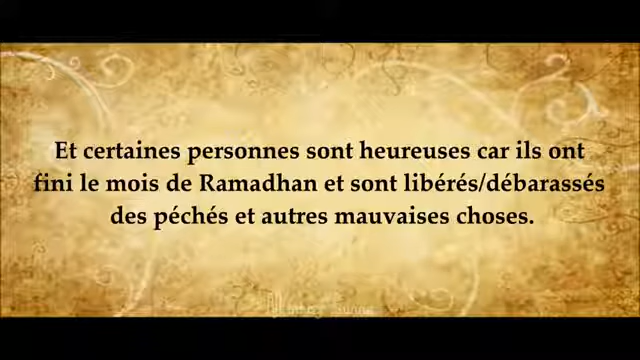 Et certaines personnes sont heureuses car ils ont
fini le mois de Ramadhan et sont libérés/débarassés
des péchés et autres mauvaises choses.